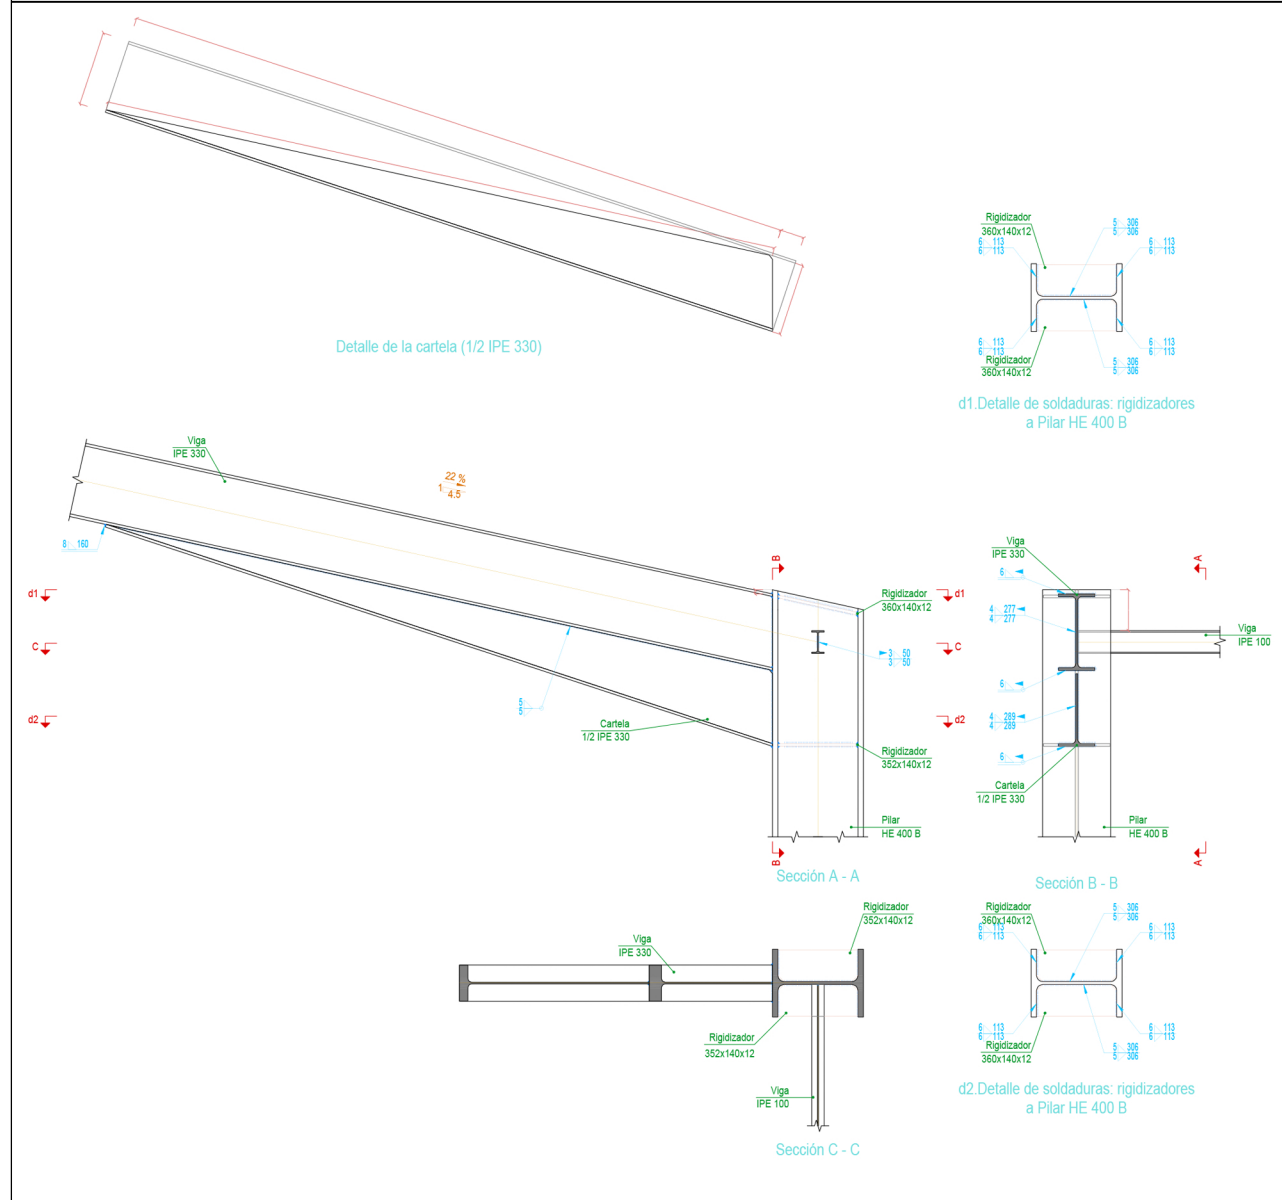 Detalle de la cartela (1/2 IPE 330)
Rigidizador
360x140x12
5 306
5 306
6 113
6 113
6 113
6 113
6 113
6 113
6 113
6 113
Rigidizador
360x140x12
5 306
5 306
d1.Detalle de soldaduras: rigidizadores
a Pilar HE 400 B
Viga
IPE 330
22 %
1
4.5
8 160
d1
C
d2
5
5
Cartela
1/2 IPE 330
B
Rigidizador
360x140x12
3 50
3 50
Rigidizador
352x140x12
Pilar
HE 400 B
B
Sección A - A
d1
C
d2
Viga
IPE 330
A
6
4 277
4 277
Viga
IPE 100
6
4 289
4 289
6
Cartela
1/2 IPE 330
Pilar
HE 400 B
A
Sección B - B
Rigidizador
352x140x12
Viga
IPE 330
Rigidizador
352x140x12
Viga
IPE 100
Sección C - C
Rigidizador
360x140x12
5 306
5 306
6 113
6 113
6 113
6 113
6 113
6 113
6 113
6 113
Rigidizador
360x140x12
5 306
5 306
d2.Detalle de soldaduras: rigidizadores
a Pilar HE 400 B